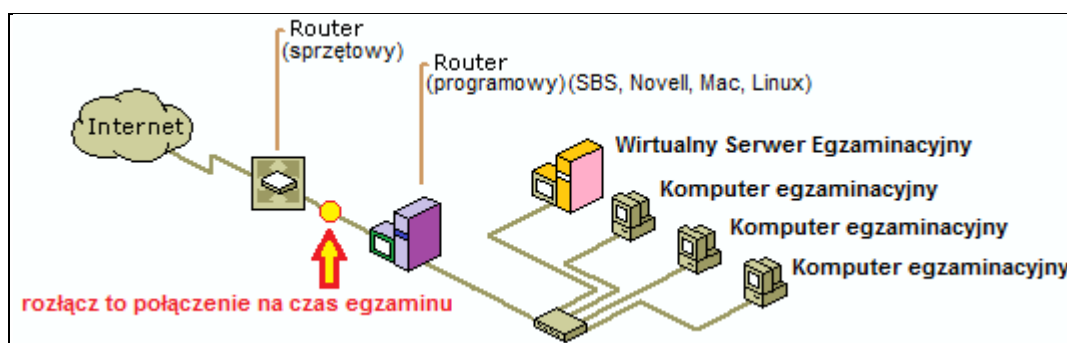 Router
(sprzętowy)
Router
(programowy)(SBS, Novell, Mac, Linux)
Internet
Wirtualny Serwer Egzaminacyjny
Komputer egzaminacyjny
Komputer egzaminacyjny
Komputer egzaminacyjny
rozłącz to połączenie na czas egzaminu